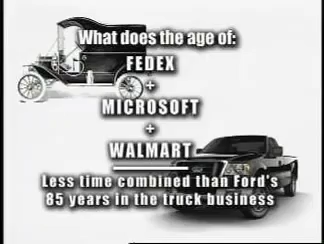 What does the age of:
FEDEX
+
MICROSOFT
+
WALMART
Less time combined than Ford's
85 years in the truck business